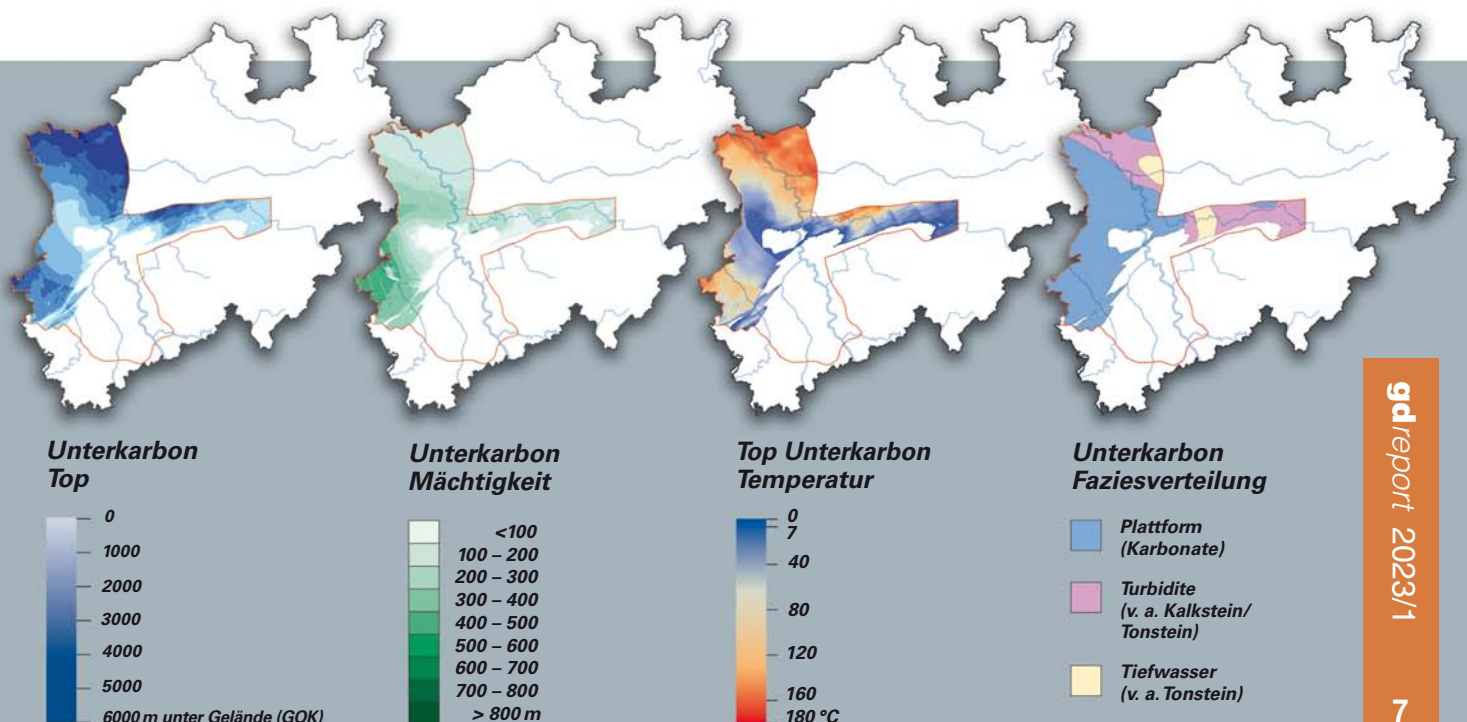 Unterkarbon
Top
0
1000
2000
3000
4000
5000
6000 m unter Gelände (GOK)
Unterkarbon
Mächtigkeit
<100
100 – 200
200 – 300
300 – 400
400 – 500
500 – 600
600 – 700
700 – 800
> 800 m
Top Unterkarbon
Temperatur
0
7
40
80
120
160
180 °C
Unterkarbon
Faziesverteilung
Plattform
(Karbonate)
Turbidite
(v. a. Kalkstein/
Tonstein)
Tiefwasser
(v. a. Tonstein)
gdreport 2023/1
7